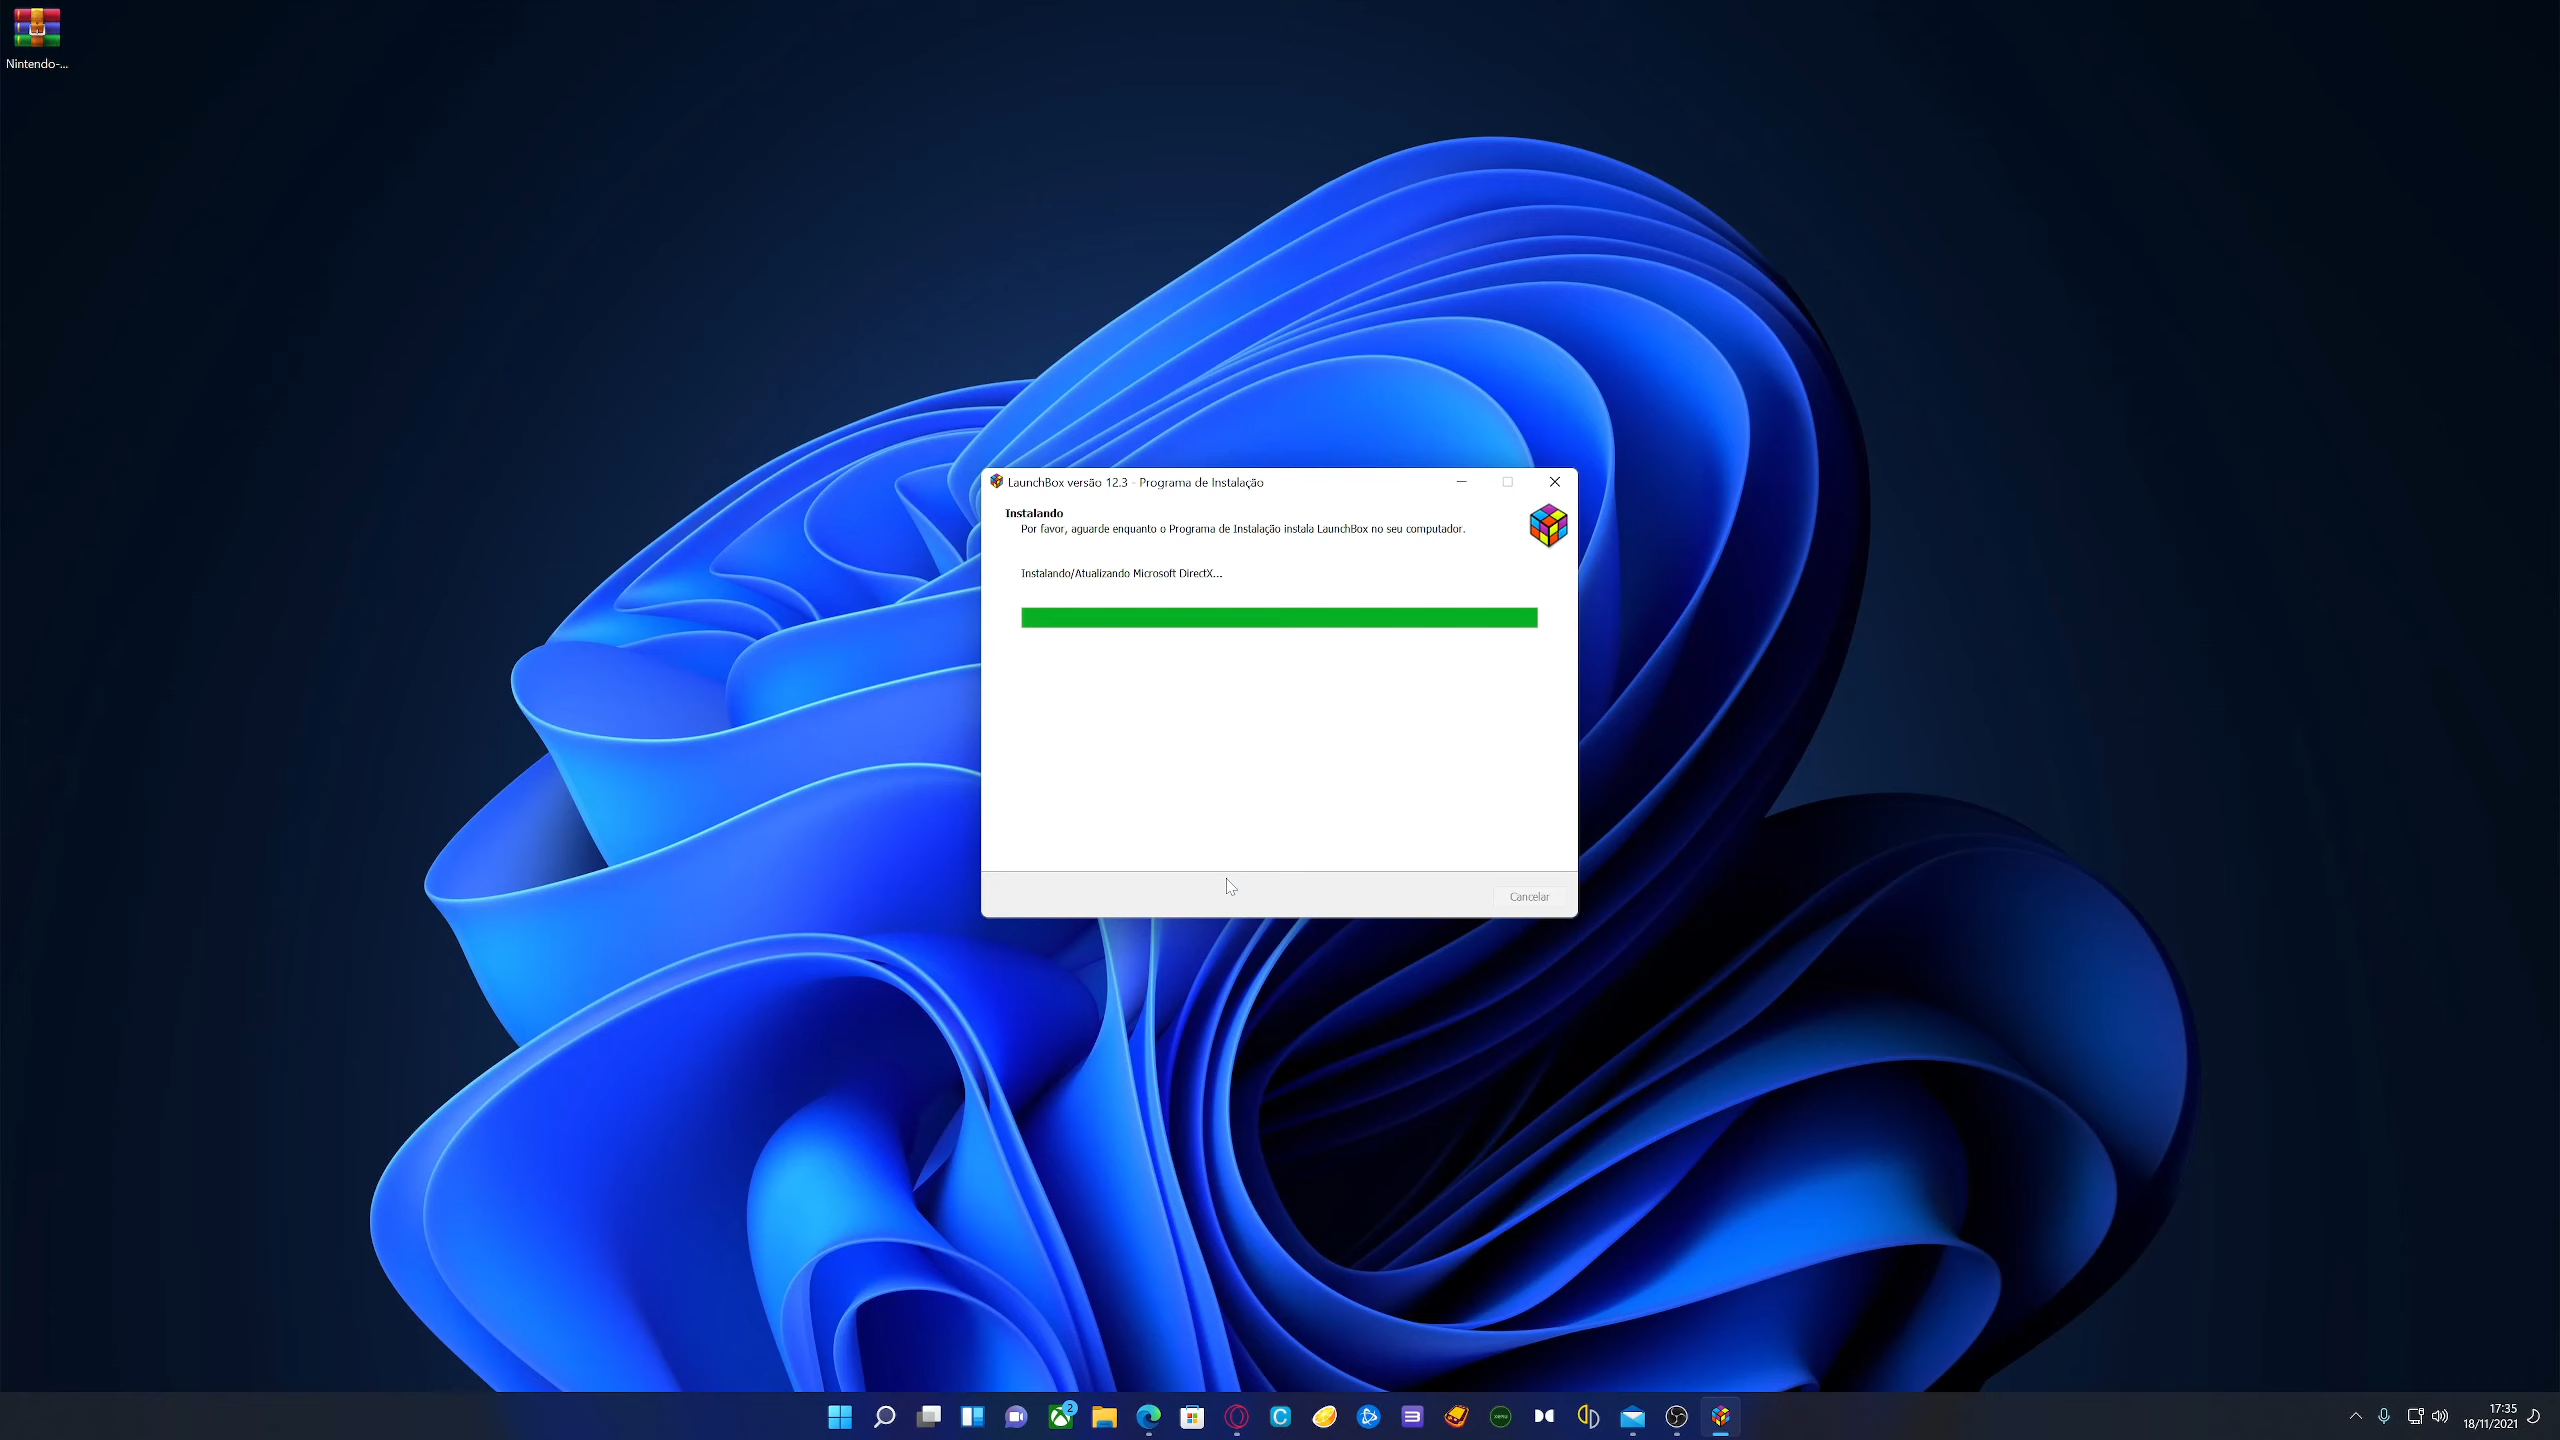 Nintendo-...
LaunchBox versão 12.3 - Programa de Instalação
Instalando
Por favor, aguarde enquanto o Programa de Instalação instala LaunchBox no seu computador.
Instalando/Atualizando Microsoft DirectX...
Cancelar
2
17:35
18/11/2021